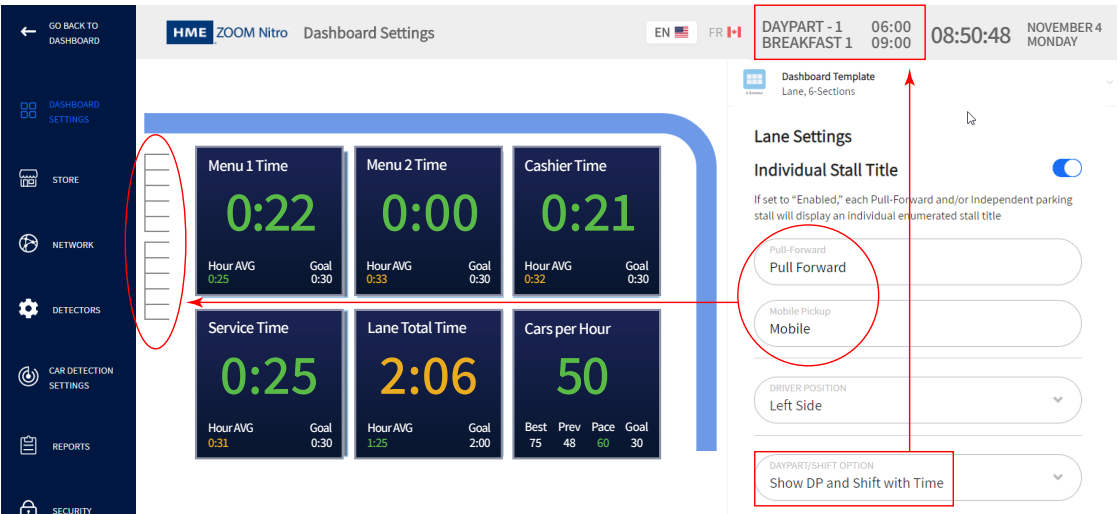 GO BACK TO
DASHBOARD
HME ZOOM Nitro Dashboard Settings
EN FR
DAYPART - 1 06:00
BREAKFAST 1 09:00
08:50:48
NOVEMBER 4
MONDAY
DASHBOARD
SETTINGS
STORE
NETWORK
DETECTORS
CAR DETECTION
SETTINGS
REPORTS
SECURITY
Menu 1 Time
0:22
Hour AVG Goal
0:25 0:30
Menu 2 Time
0:00
Hour AVG Goal
0:33 0:30
Cashier Time
0:21
Hour AVG Goal
0:32 0:30
Service Time
0:25
Hour AVG Goal
0:31 0:30
Lane Total Time
2:06
Hour AVG Goal
1:25 2:00
Cars per Hour
50
Best Prev Pace Goal
75 48 60 30
Dashboard Template
Lane, 6-Sections
Lane Settings
Individual Stall Title
If set to “Enabled,” each Pull-Forward and/or Independent parking
stall will display an individual enumerated stall title
Pull-Forward
Pull Forward
Mobile Pickup
Mobile
DRIVER POSITION
Left Side
DAYPART/SHIFT OPTION
Show DP and Shift with Time